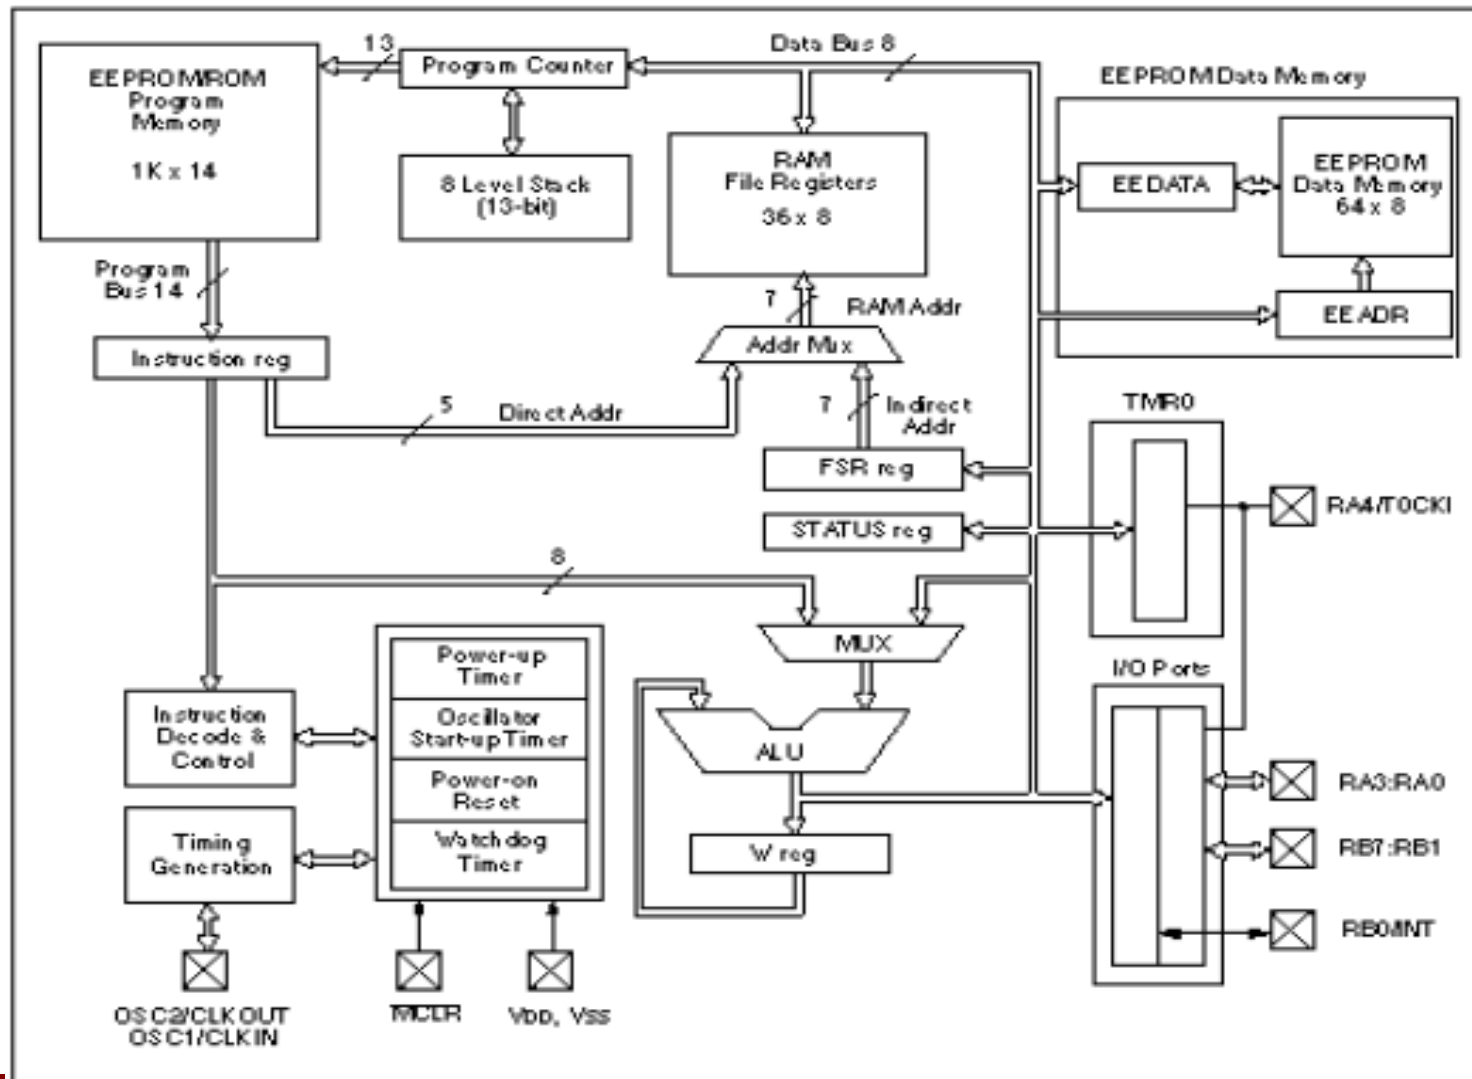 13
Data Bus 8
Program Counter
EEPROM/ROM
Program
Memory
1K x 14
8 Level Stack
(13-bit)
RAM
File Registers
36 x 8
EEPROM Data Memory
EEDATA
EEPROM
Data Memory
64 x 8
EEADR
Program
Bus 14
7
RAM Addr
Addr Mux
Instruction reg
5
Direct Addr
7
Indirect
Addr
FSR reg
STATUS reg
TMR0
RA4/T0CKI
8
MUX
I/O Ports
Power-up
Timer
Oscillator
Start-up Timer
Power-on
Reset
Watchdog
Timer
Instruction
Decode &
Control
Timing
Generation
ALU
W reg
RA3:RA0
RB7:RB1
RB0/INT
OSC2/CLKOUT
OSC1/CLKIN
MCLR
VDD, VSS